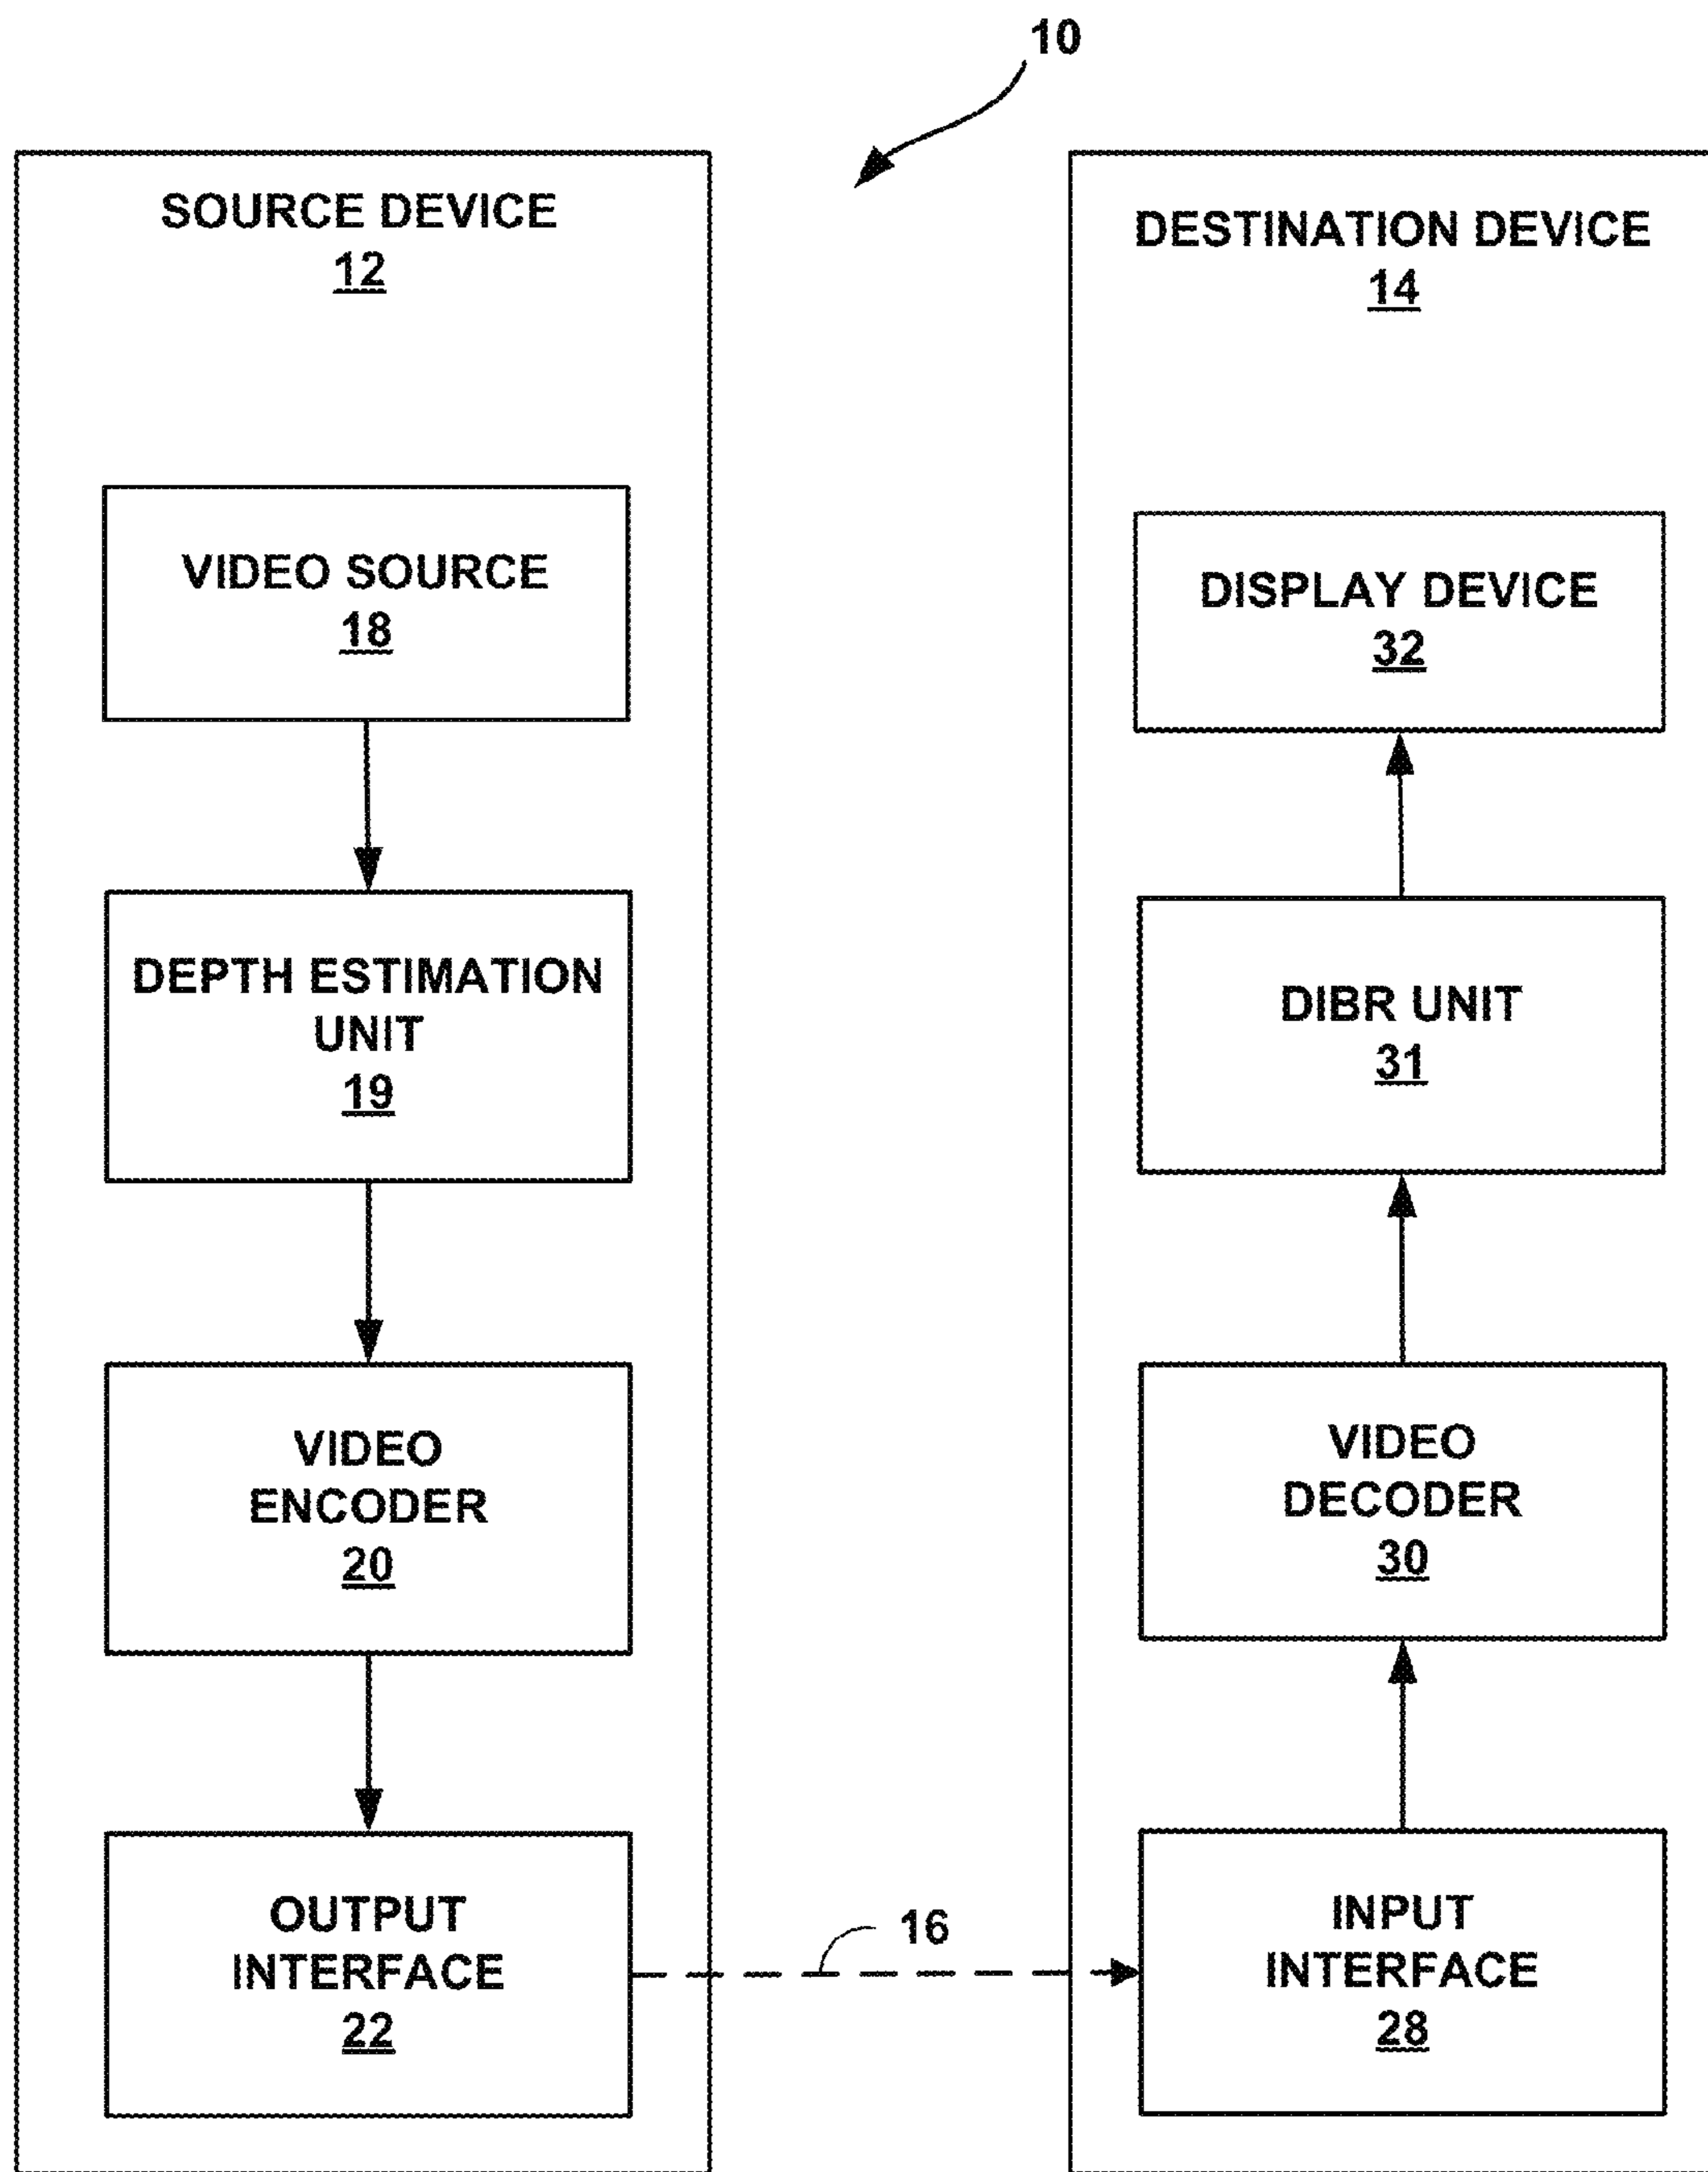 10
SOURCE DEVICE
12
VIDEO SOURCE
18
DEPTH ESTIMATION
UNIT
19
VIDEO
ENCODER
20
OUTPUT
INTERFACE
22
16
DESTINATION DEVICE
14
DISPLAY DEVICE
32
DIBR UNIT
31
VIDEO
DECODER
30
INPUT
INTERFACE
28